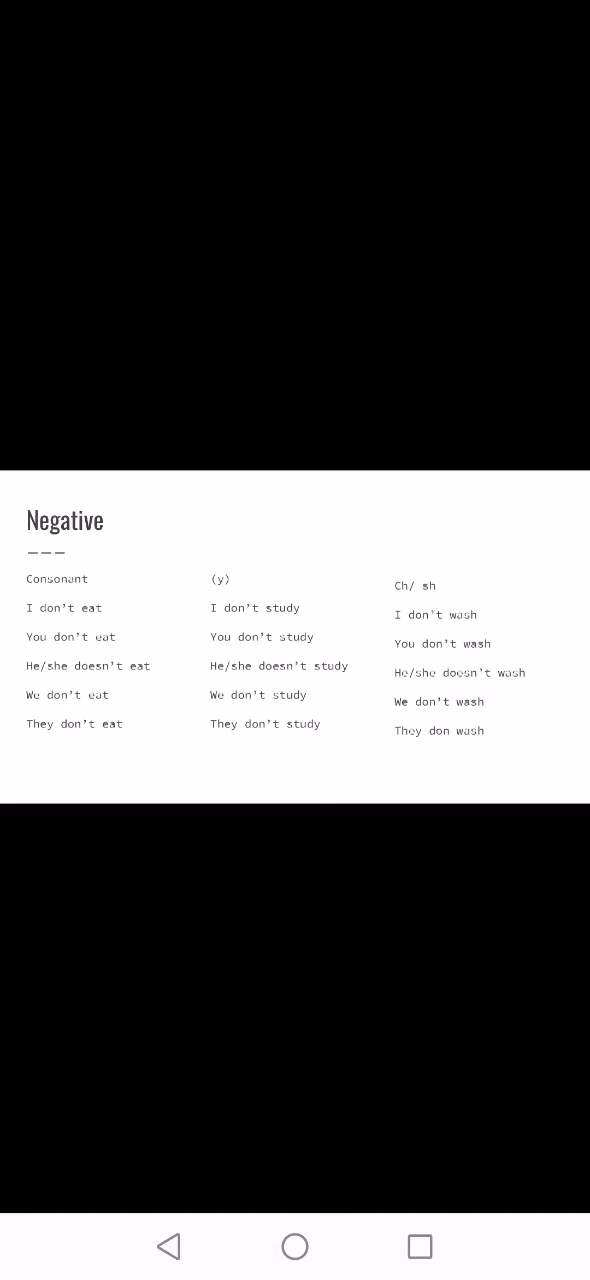 Negative
Consonant
I don't eat
You don't eat
He/she doesn't eat
We don't eat
They don't eat
(y)
I don't study
You don't study
He/she doesn't study
We don't study
They don't study
Ch/ sh
I don't wash
You don't wash
He/she doesn't wash
We don't wash
They don wash